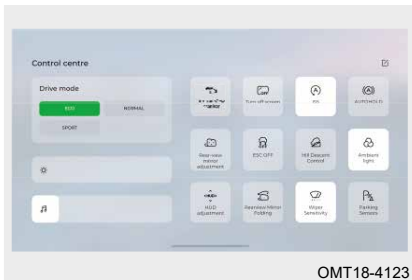 Control centre
Drive mode
ECO
NORMAL
SPORT
Turn off screen
OFF
AUTOHOLD
Rear view
mirror
adjustment
ESC OFF
Hill Descent
Control
Ambient
light
HUD
adjustment
Rearview Mirror
Folding
Wiper
Sensitivity
Parking
Sensors
OMT18-4123